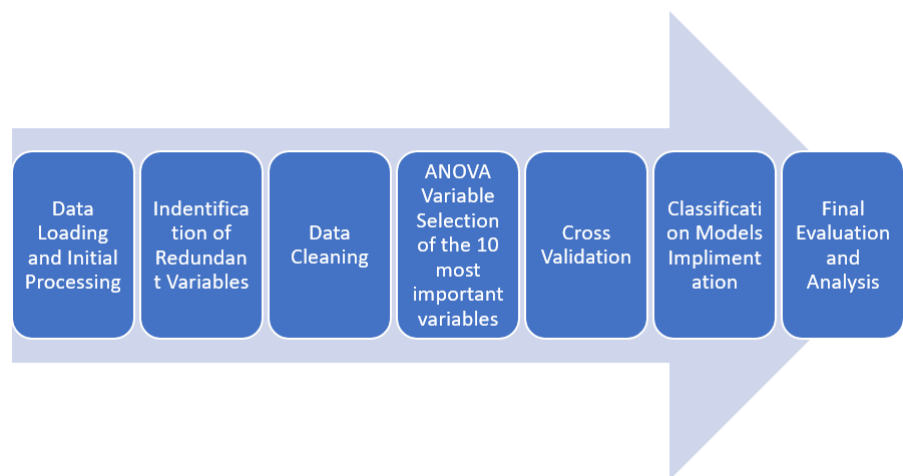 Data
Loading
and Initial
Processing
Indentifica
tion of
Redundan
t Variables
Data
Cleaning
ANOVA
Variable
Selection
of the 10
most
important
variables
Cross
Validation
Classificati
on Models
Impliment
ation
Final
Evaluation
and
Analysis